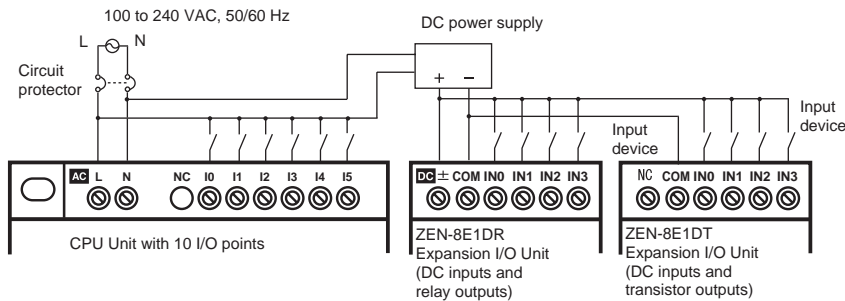 100 to 240 VAC, 50/60 Hz
L N
DC power supply
Circuit
protector
+ −
Input
device
Input
device
AC L N NC I0 I1 I2 I3 I4 I5
DC ± COM IN0 IN1 IN2 IN3
NC COM IN0 IN1 IN2 IN3
CPU Unit with 10 I/O points
ZEN-8E1DR
Expansion I/O Unit
(DC inputs and
relay outputs)
ZEN-8E1DT
Expansion I/O Unit
(DC inputs and
transistor outputs)